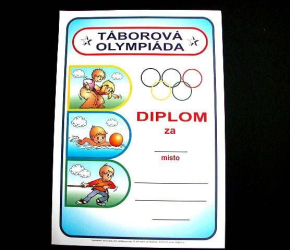 TÁBOROVÁ
OLYMPIÁDA
DIPLOM
za
místo